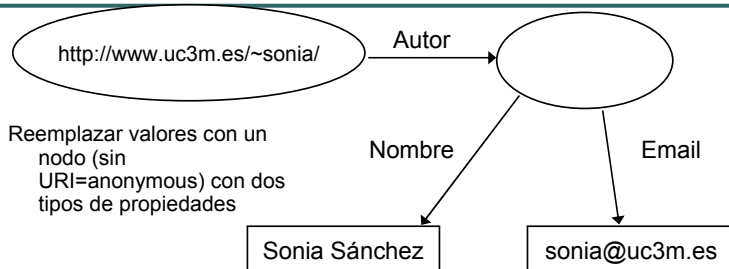 http://www.uc3m.es/~sonia/
Autor
Reemplazar valores con un
nodo (sin
URI=anonymous) con dos
tipos de propiedades
Nombre
Email
Sonia Sánchez
sonia@uc3m.es